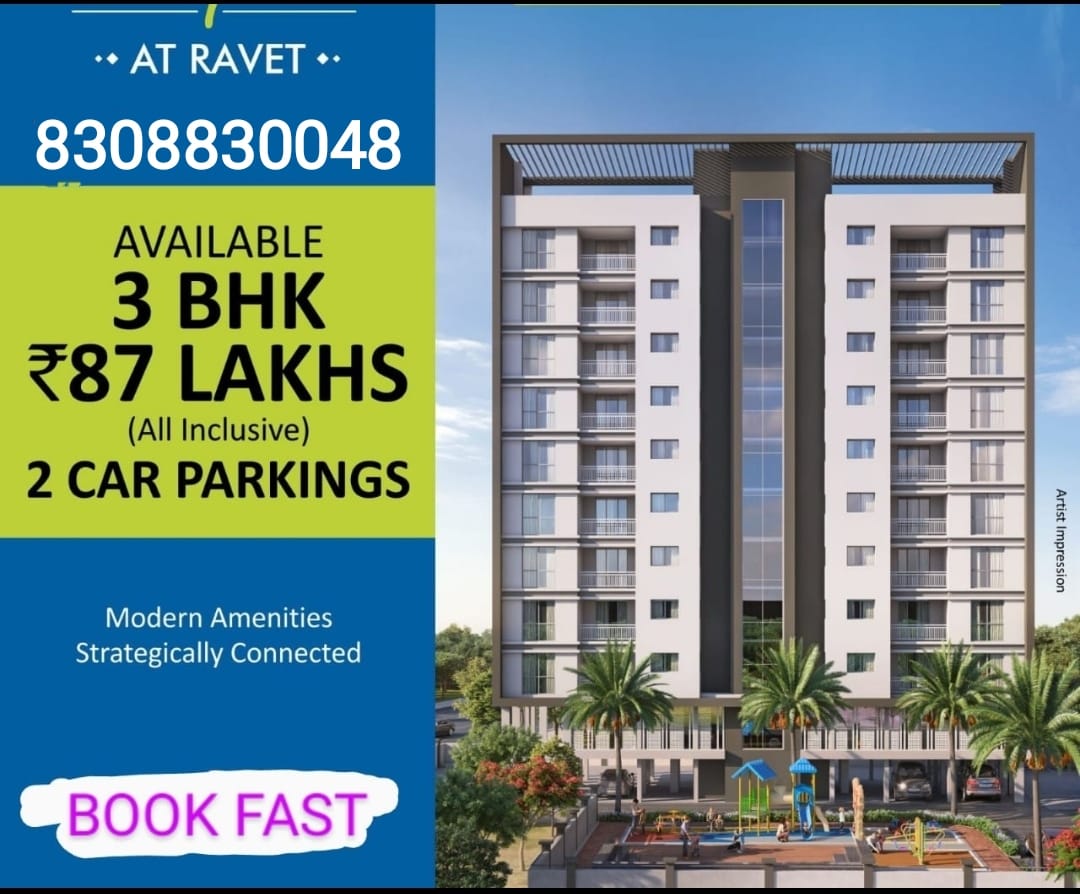 •◆ AT RAVET ◆•
8308830048
AVAILABLE
3 BHK
₹87 LAKHS
(All Inclusive)
2 CAR PARKINGS
Modern Amenities
Strategically Connected
BOOK FAST
Artist Impression